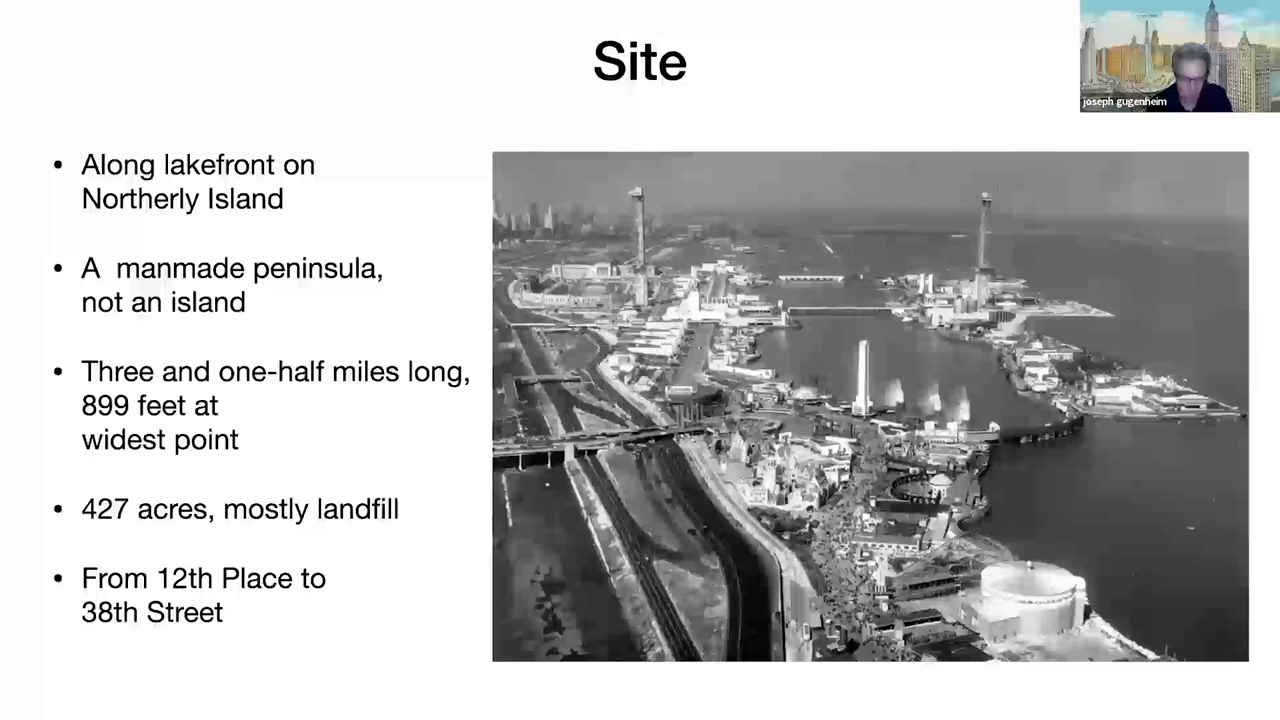 Site
joseph gugenheim
• Along lakefront on
Northerly Island
• A manmade peninsula,
not an island
• Three and one-half miles long,
899 feet at
widest point
• 427 acres, mostly landfill
• From 12th Place to
38th Street